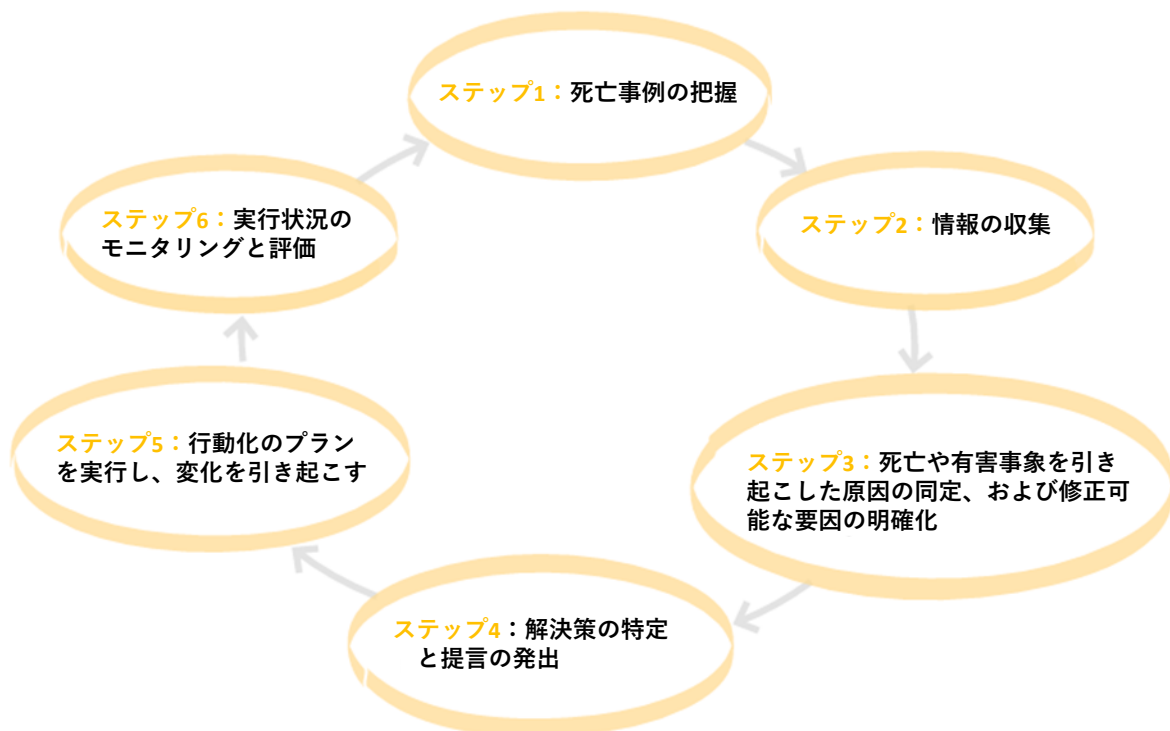 ステップ1：死亡事例の把握
ステップ2：情報の収集
ステップ3：死亡や有害事象を引き
起こした原因の同定、および修正可
能な要因の明確化
ステップ4：解決策の特定
と提言の発出
ステップ5：行動化のプラン
を実行し、変化を引き起こす
ステップ6：実行状況の
モニタリングと評価